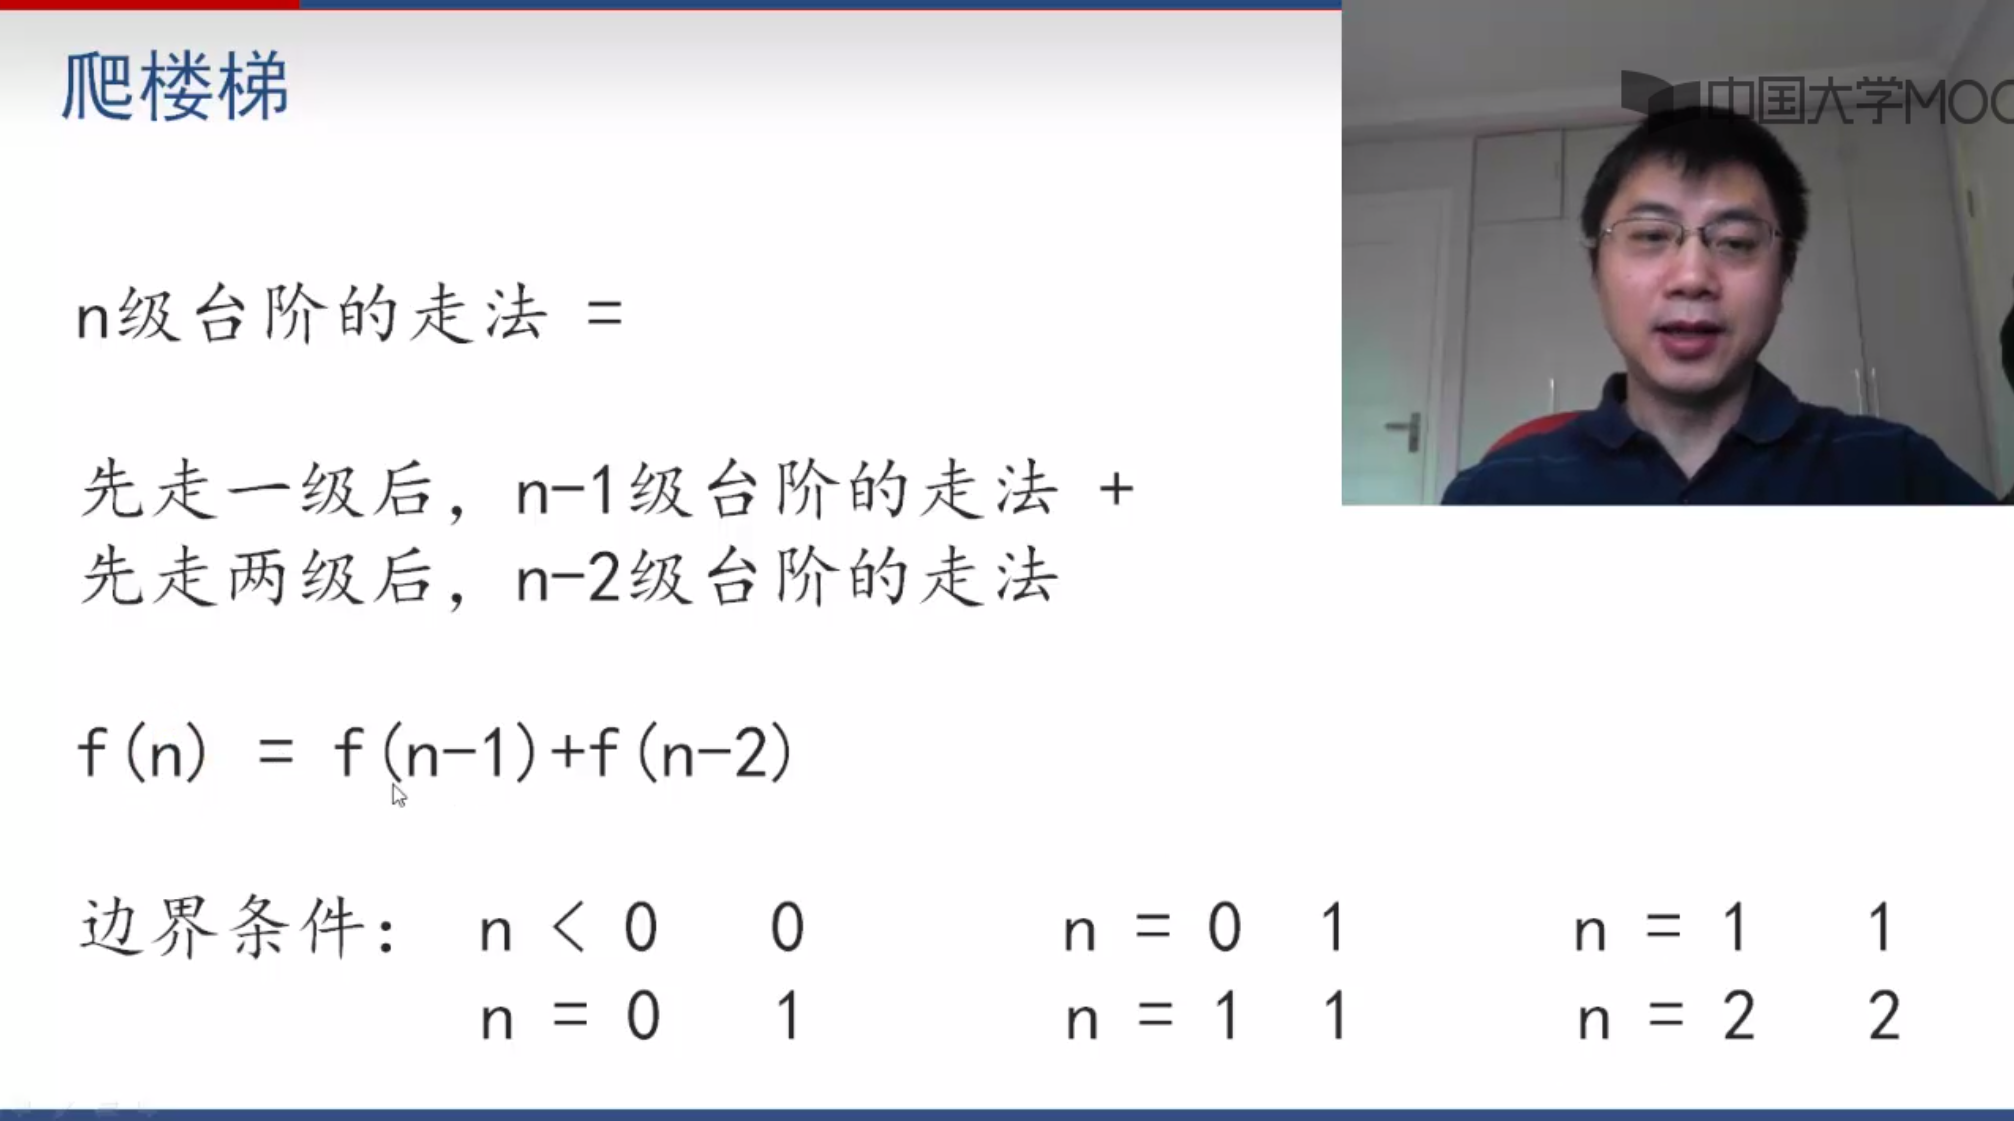 爬楼梯
中国大学MOO
n级台阶的走法 =
先走一级后，n-1级台阶的走法 +
先走两级后，n-2级台阶的走法
f(n) = f(n-1)+f(n-2)
边界条件： n < 0 0 n = 0 1 n = 1 1
n = 0 1 n = 1 1 n = 2 2